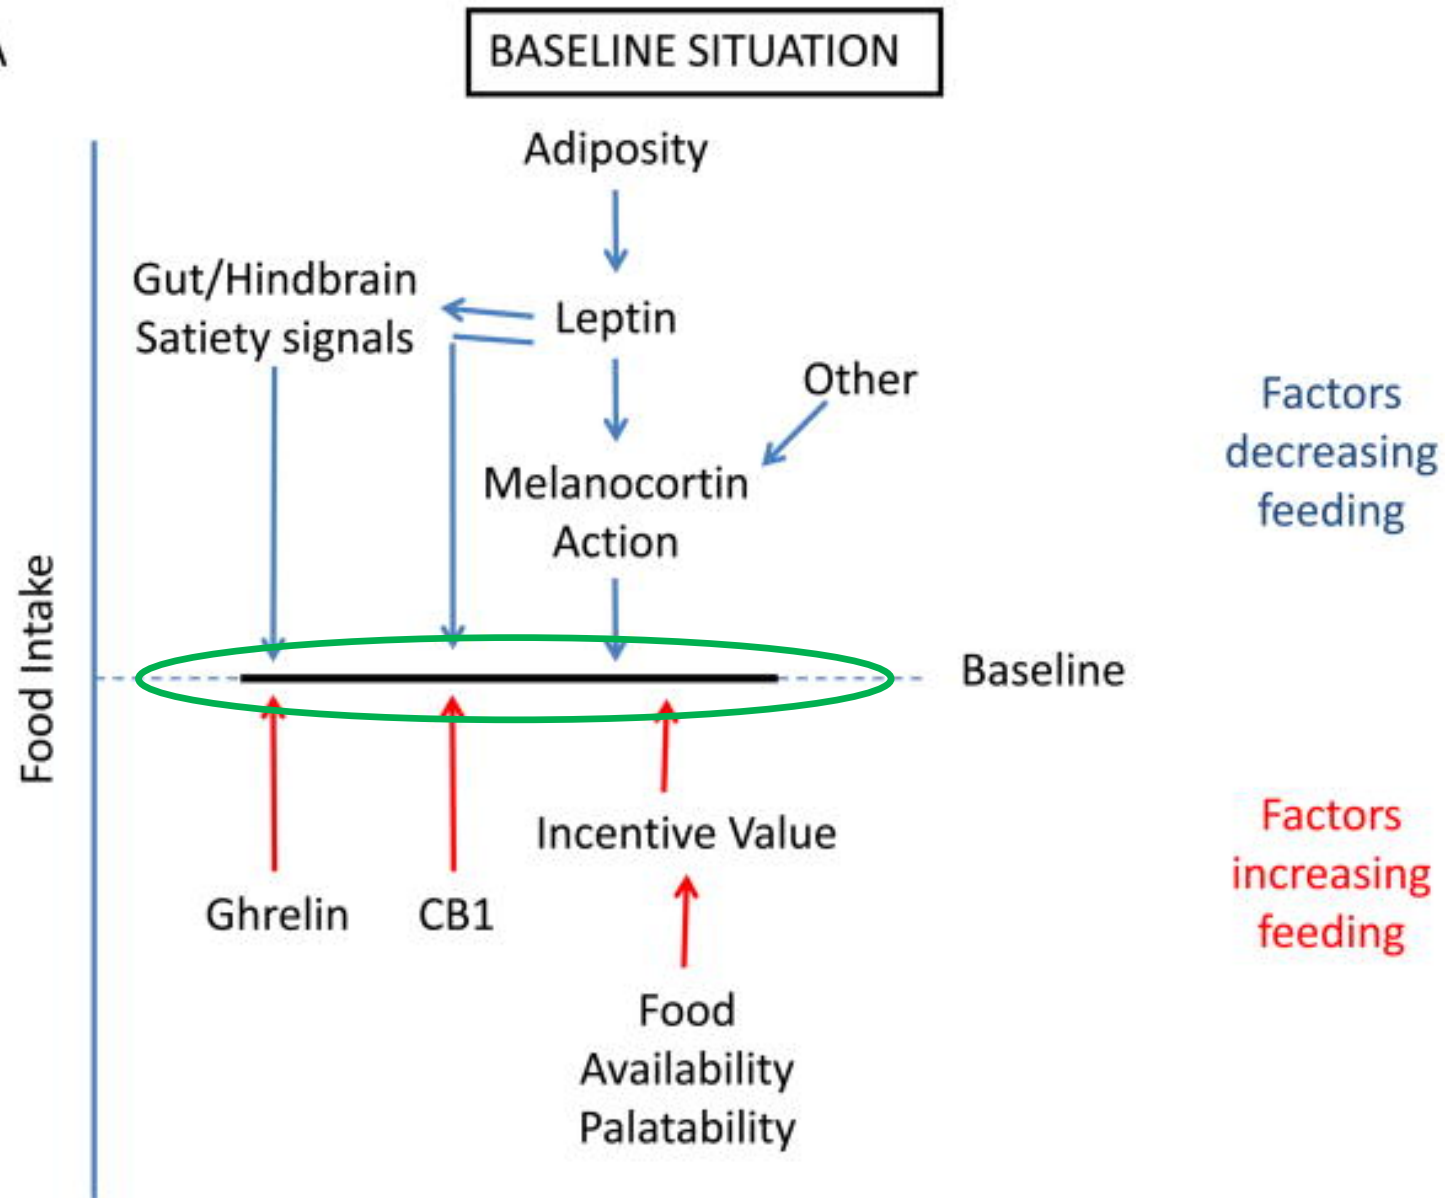 A
BASELINE SITUATION
Adiposity
Gut/Hindbrain
Satiety signals
Leptin
Other
Melanocortin
Action
Factors
decreasing
feeding
Food Intake
Baseline
Incentive Value
Ghrelin
CB1
Factors
increasing
feeding
Food
Availability
Palatability